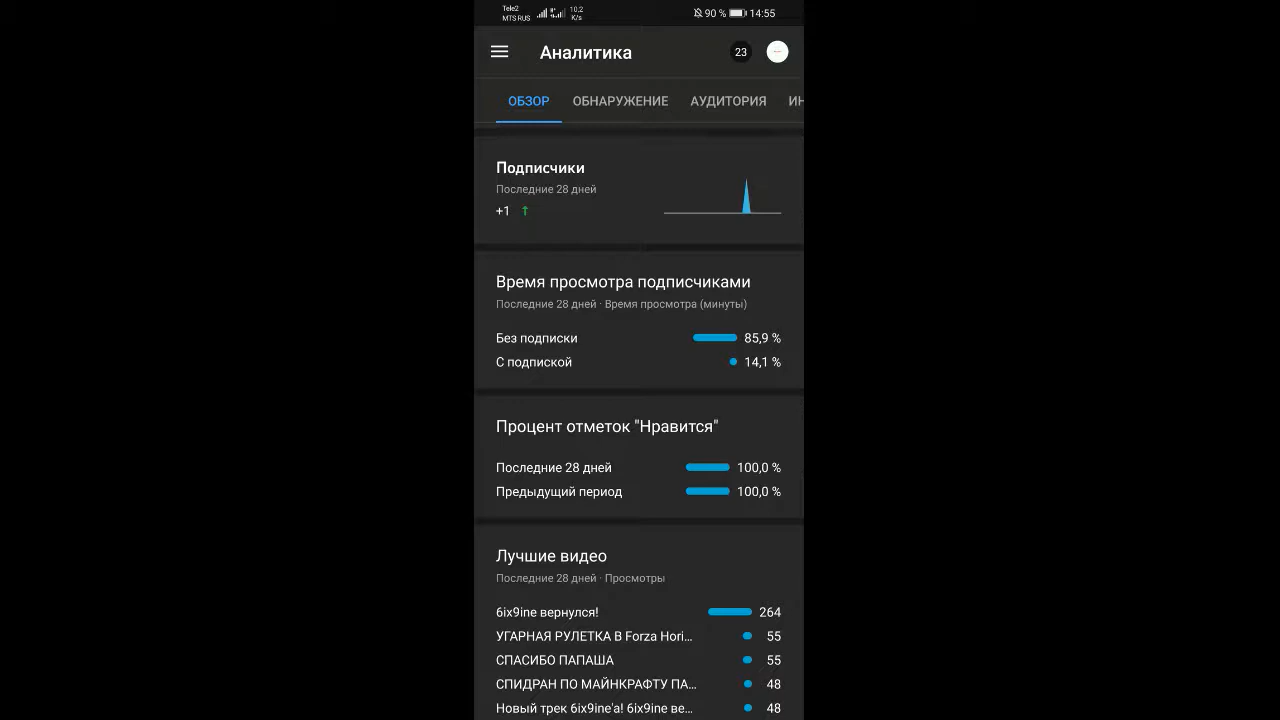 Tele2
MTS RUS
10,2
K/s
90 %
14:55
Аналитика
23
ОБЗОР
ОБНАРУЖЕНИЕ
АУДИТОРИЯ
ИН
Подписчики
Последние 28 дней
+1 ↑
Время просмотра подписчиками
Последние 28 дней · Время просмотра (минуты)
Без подписки 85,9 %
С подпиской 14,1 %
Процент отметок "Нравится"
Последние 28 дней 100,0 %
Предыдущий период 100,0 %
Лучшие видео
Последние 28 дней · Просмотры
6ix9ine вернулся! 264
УГАРНАЯ РУЛЕТКА В Forza Hori... 55
СПАСИБО ПАПАША 55
СПИДРАН ПО МАЙНКРАФТУ ПА... 48
Новый трек 6ix9ine'a! 6ix9ine ве... 48